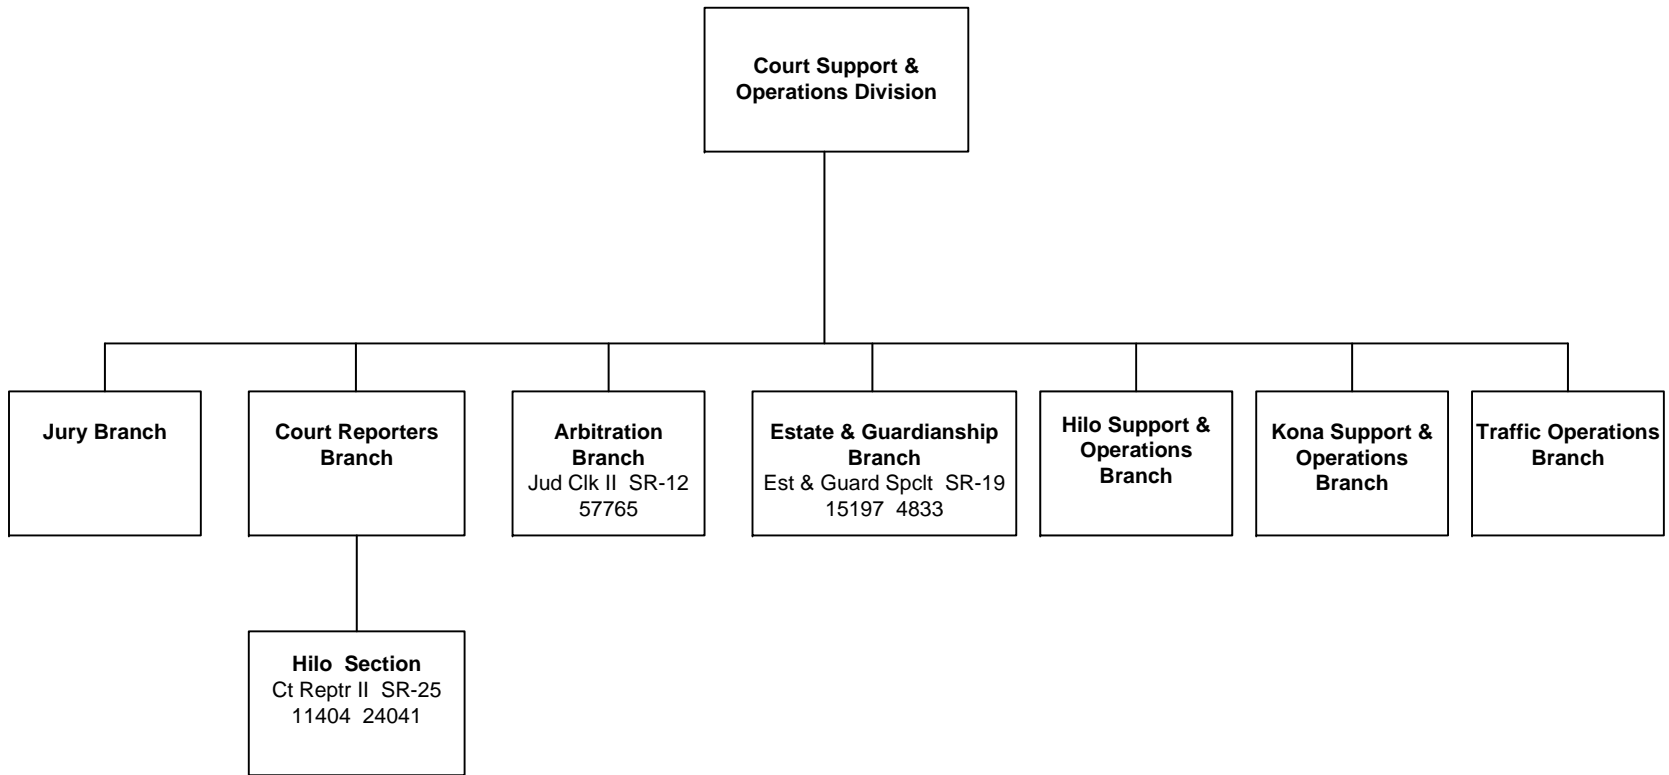 Court Support &
Operations Division
Jury Branch
Court Reporters
Branch
Arbitration
Branch
Jud Clk II  SR-12
57765
Estate & Guardianship
Branch
Est & Guard Spclt  SR-19
15197  4833
Hilo Support &
Operations
Branch
Kona Support &
Operations
Branch
Traffic Operations
Branch
Hilo  Section
Ct Reptr II  SR-25
11404  24041